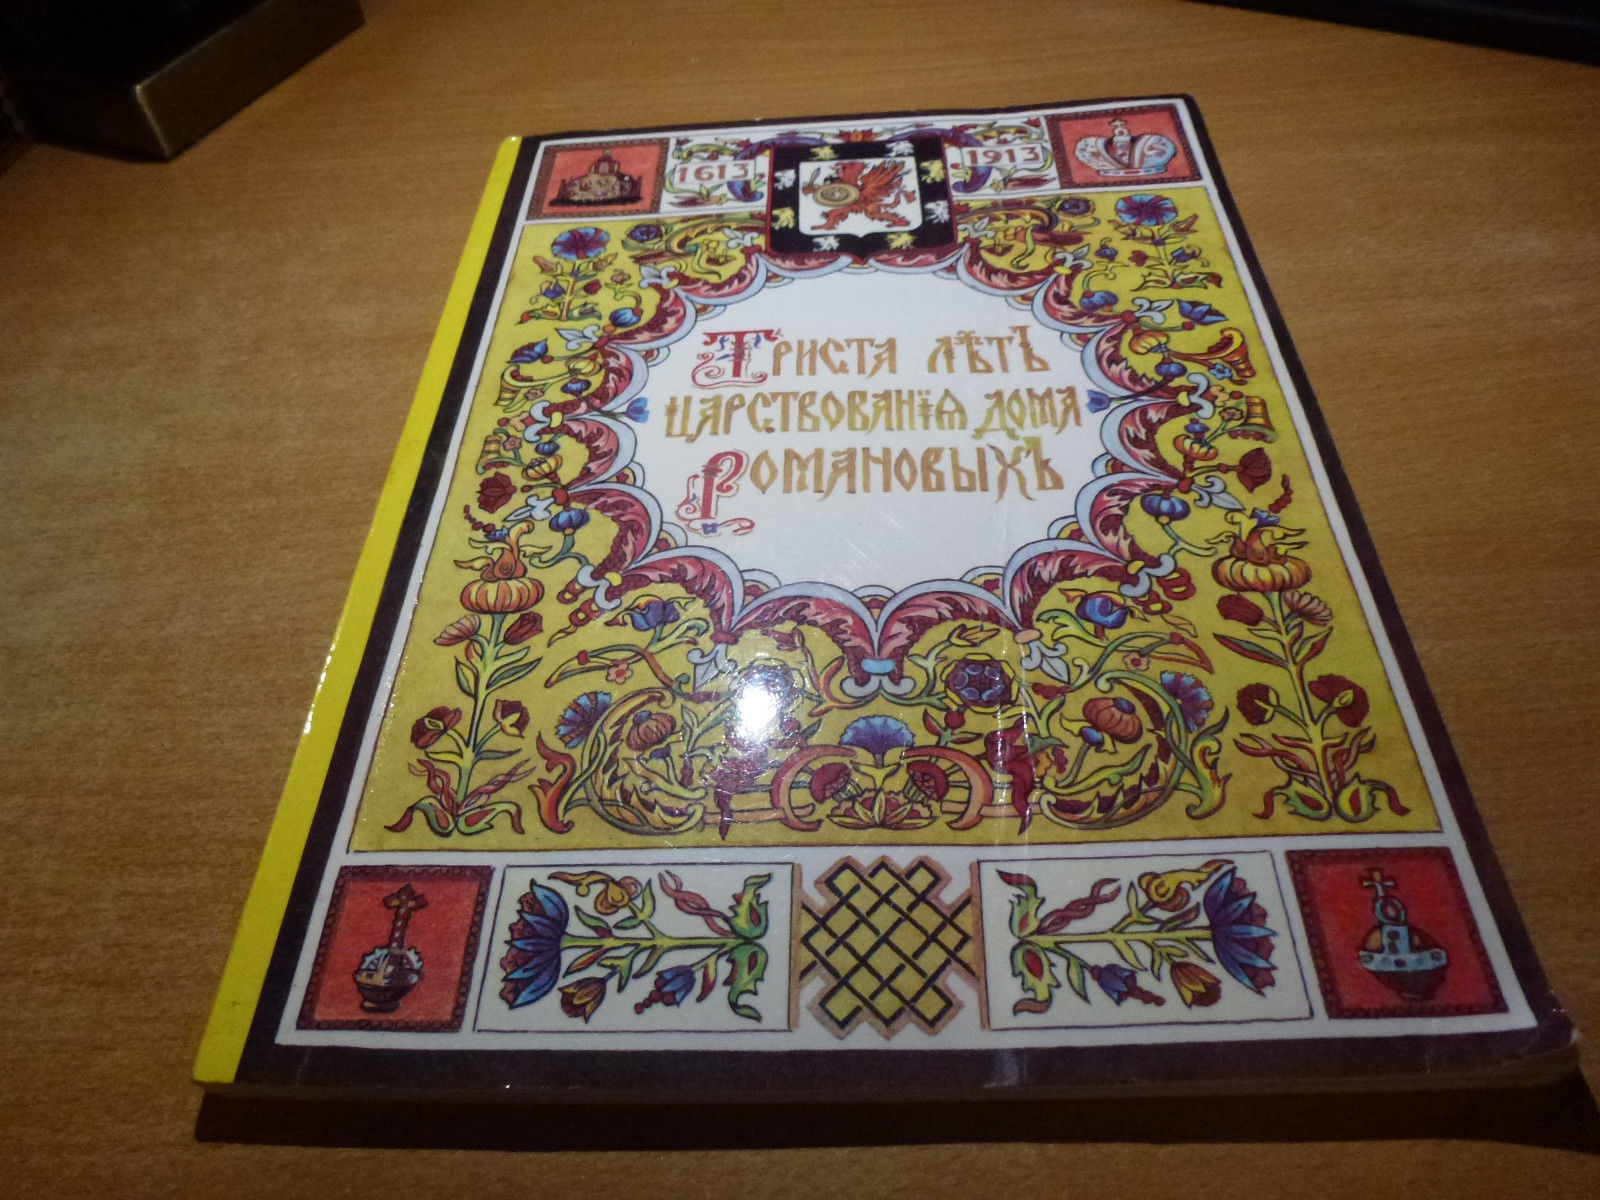 1613 1913
Триста лѣтъ
царствованія дома
Романовыхъ